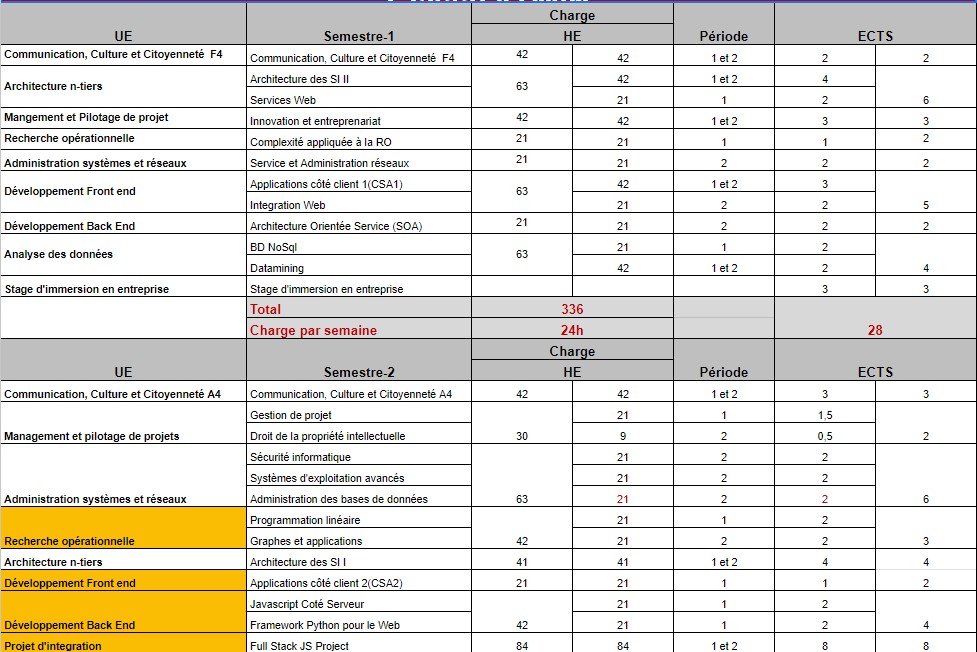 Charge
UE Semestre-1 HE Période ECTS
Communication, Culture et Citoyenneté F4 Communication, Culture et Citoyenneté F4 42 42 1 et 2 2 2
Architecture n-tiers Architecture des SI II 63 42 1 et 2 4
Services Web 21 1 2 6
Mangement et Pilotage de projet Innovation et entreprenariat 42 42 1 et 2 3 3
Recherche opérationnelle Complexité appliquée à la RO 21 21 1 1 2
Administration systèmes et réseaux Service et Administration réseaux 21 21 2 2 2
Développement Front end Applications côté client 1(CSA1) 63 42 1 et 2 3
Integration Web 21 2 2 5
Développement Back End Architecture Orientée Service (SOA) 21 21 2 2 2
Analyse des données BD NoSql 63 21 1 2
Datamining 42 1 et 2 2 4
Stage d'immersion en entreprise Stage d'immersion en entreprise 3 3
Total 336
Charge par semaine 24h 28
Charge
UE Semestre-2 HE Période ECTS
Communication, Culture et Citoyenneté A4 Communication, Culture et Citoyenneté A4 42 42 1 et 2 3 3
Gestion de projet 21 1 1,5
Management et pilotage de projets Droit de la propriété intellectuelle 30 9 2 0,5 2
Sécurité informatique 21 2 2
Systèmes d'exploitation avancés 21 2 2
Administration systèmes et réseaux Administration des bases de données 63 21 2 2 6
Programmation linéaire 21 1 2
Recherche opérationnelle Graphes et applications 42 21 2 2 3
Architecture n-tiers Architecture des SI I 41 41 1 et 2 4 4
Développement Front end Applications côté client 2(CSA2) 21 21 1 1 2
Javascript Coté Serveur 21 1 2
Développement Back End Framework Python pour le Web 42 21 2 2 4
Projet d'integration Full Stack JS Project 84 84 1 et 2 8 8